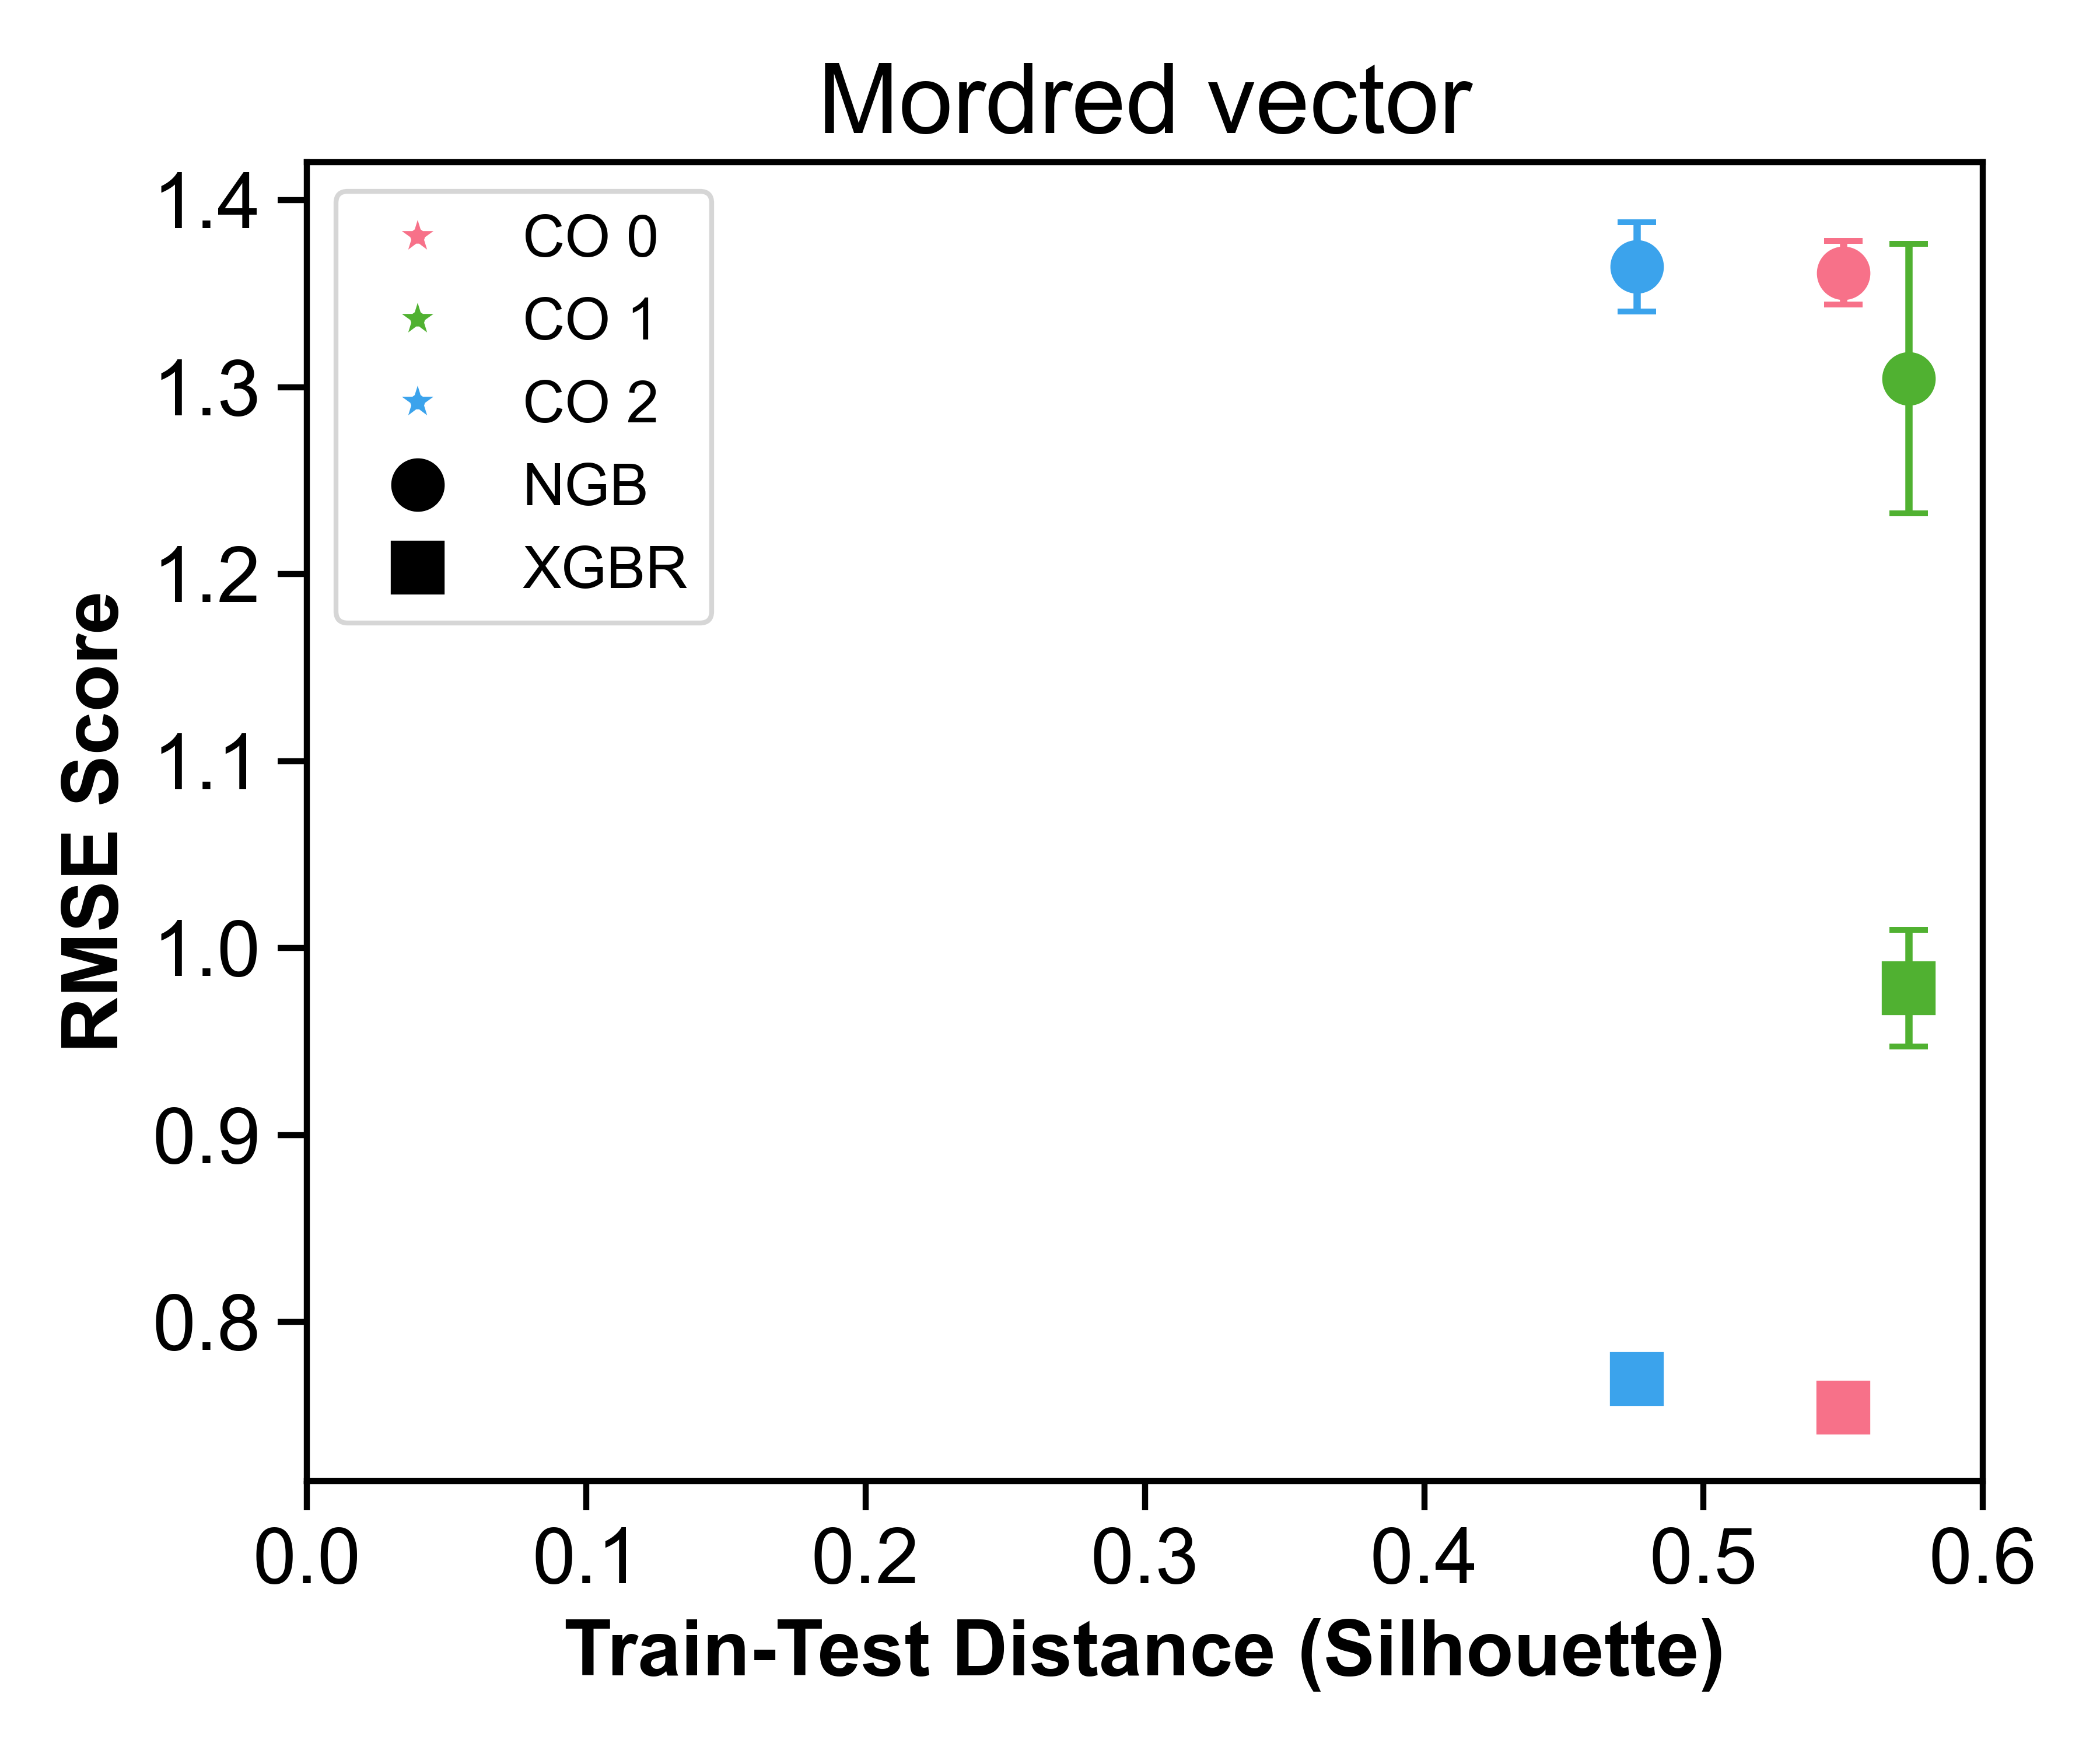 Mordred vector
CO 0
CO 1
CO 2
NGB
XGBR
RMSE Score
1.4
1.3
1.2
1.1
1.0
0.9
0.8
0.0 0.1 0.2 0.3 0.4 0.5 0.6
Train-Test Distance (Silhouette)